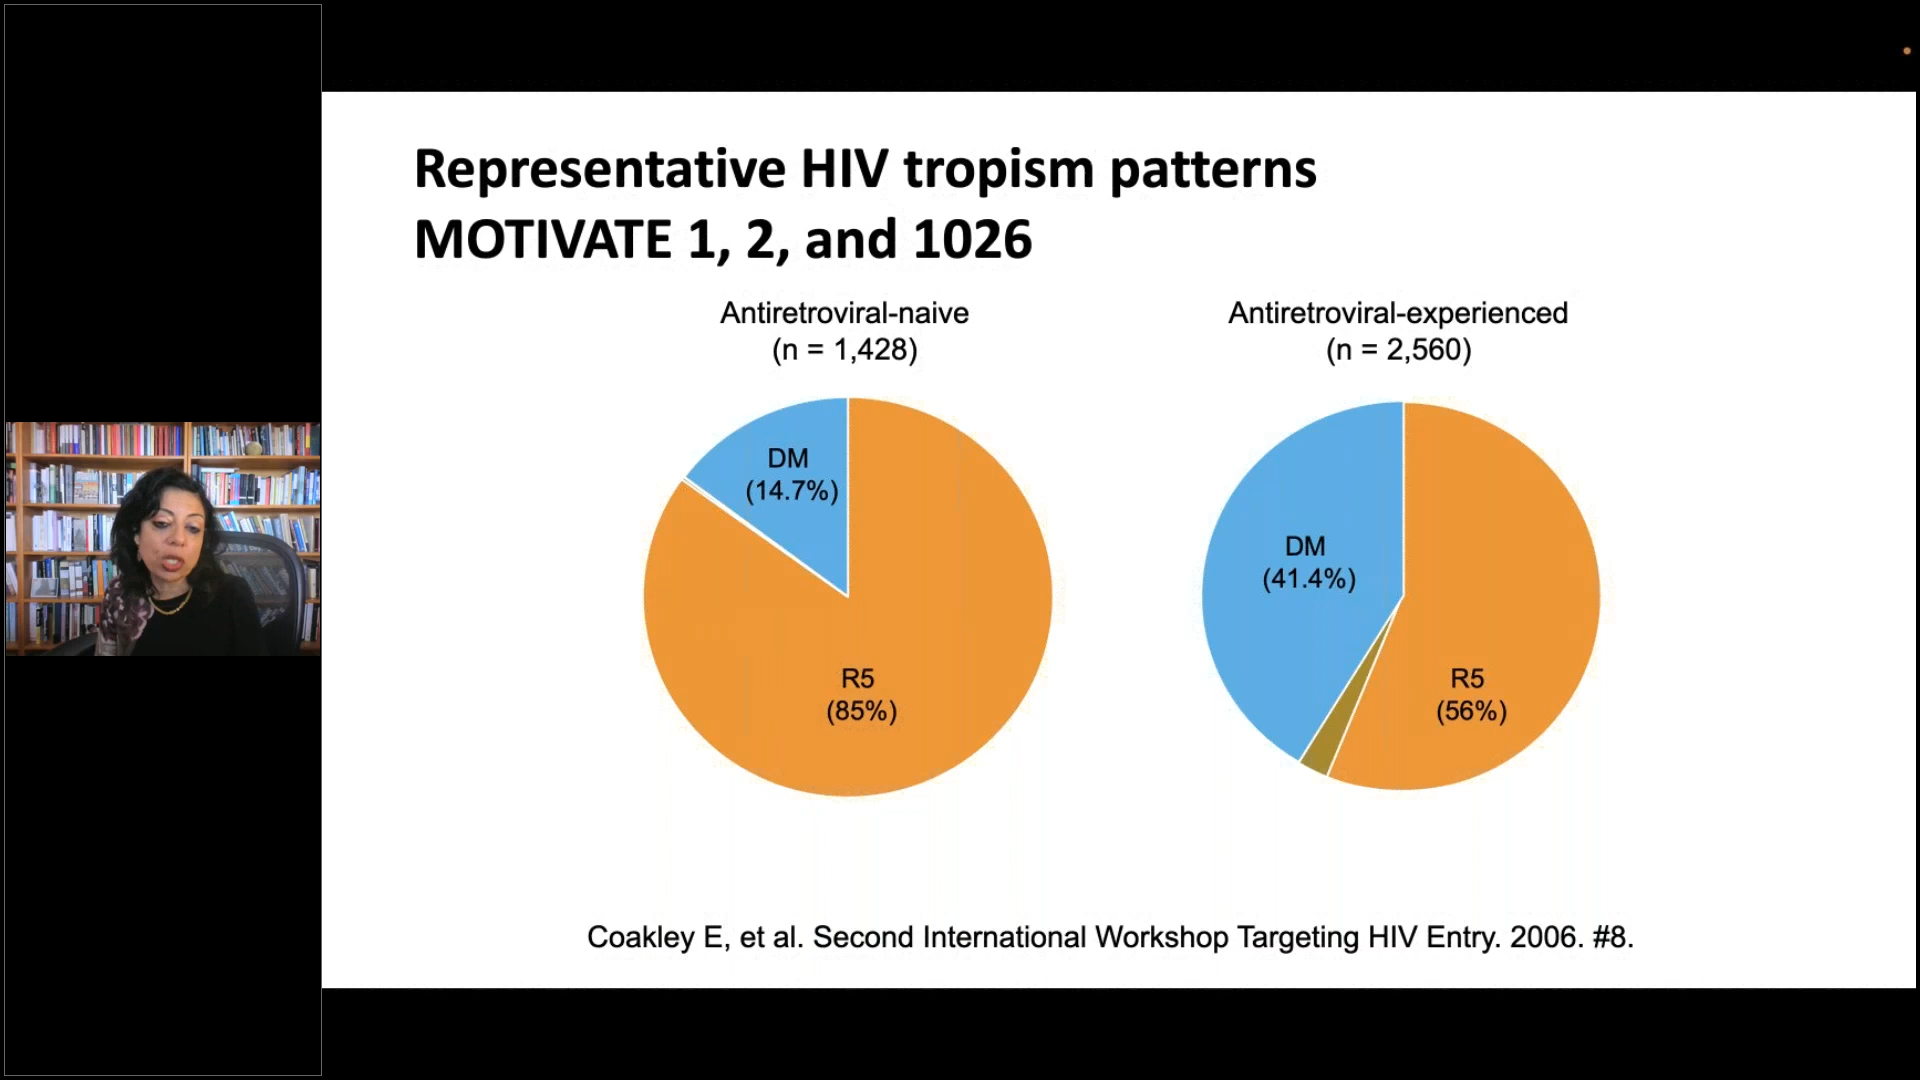 Representative HIV tropism patterns
MOTIVATE 1, 2, and 1026
Antiretroviral-naive
(n = 1,428)
DM
(14.7%)
R5
(85%)
Antiretroviral-experienced
(n = 2,560)
DM
(41.4%)
R5
(56%)
Coakley E, et al. Second International Workshop Targeting HIV Entry. 2006. #8.